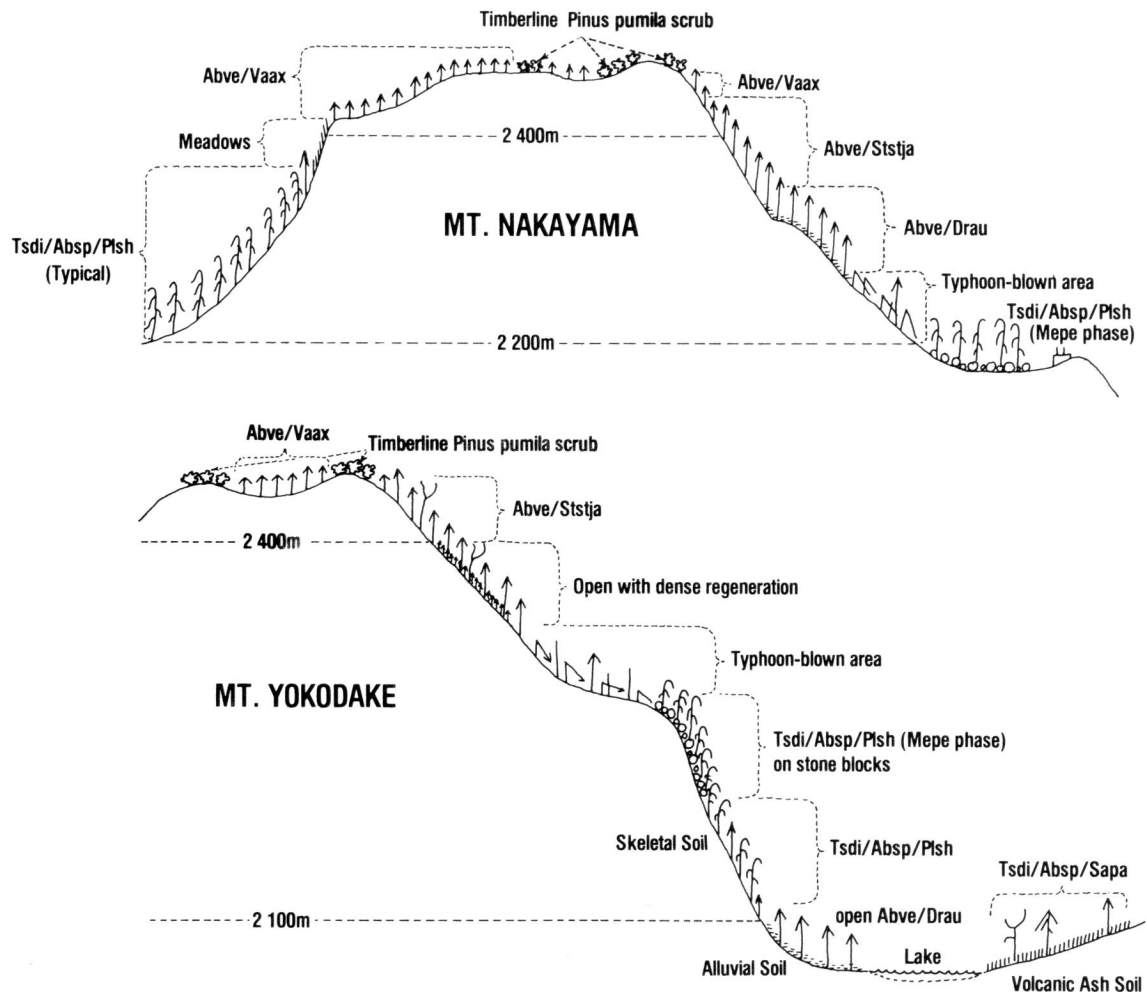 Timberline Pinus pumila scrub
Abve/Vaax
Abve/Vaax
Meadows
2 400m
Abve/Ststja
MT. NAKAYAMA
Tsdi/Absp/Plsh
(Typical)
Abve/Drau
Typhoon-blown area
Tsdi/Absp/Plsh
(Mepe phase)
2 200m
Abve/Vaax
Timberline Pinus pumila scrub
Abve/Ststja
2 400m
Open with dense regeneration
Typhoon-blown area
MT. YOKODAKE
Tsdi/Absp/Plsh (Mepe phase)
on stone blocks
Skeletal Soil
Tsdi/Absp/Plsh
Tsdi/Absp/Sapa
2 100m
open Abve/Drau
Lake
Alluvial Soil
Volcanic Ash Soil